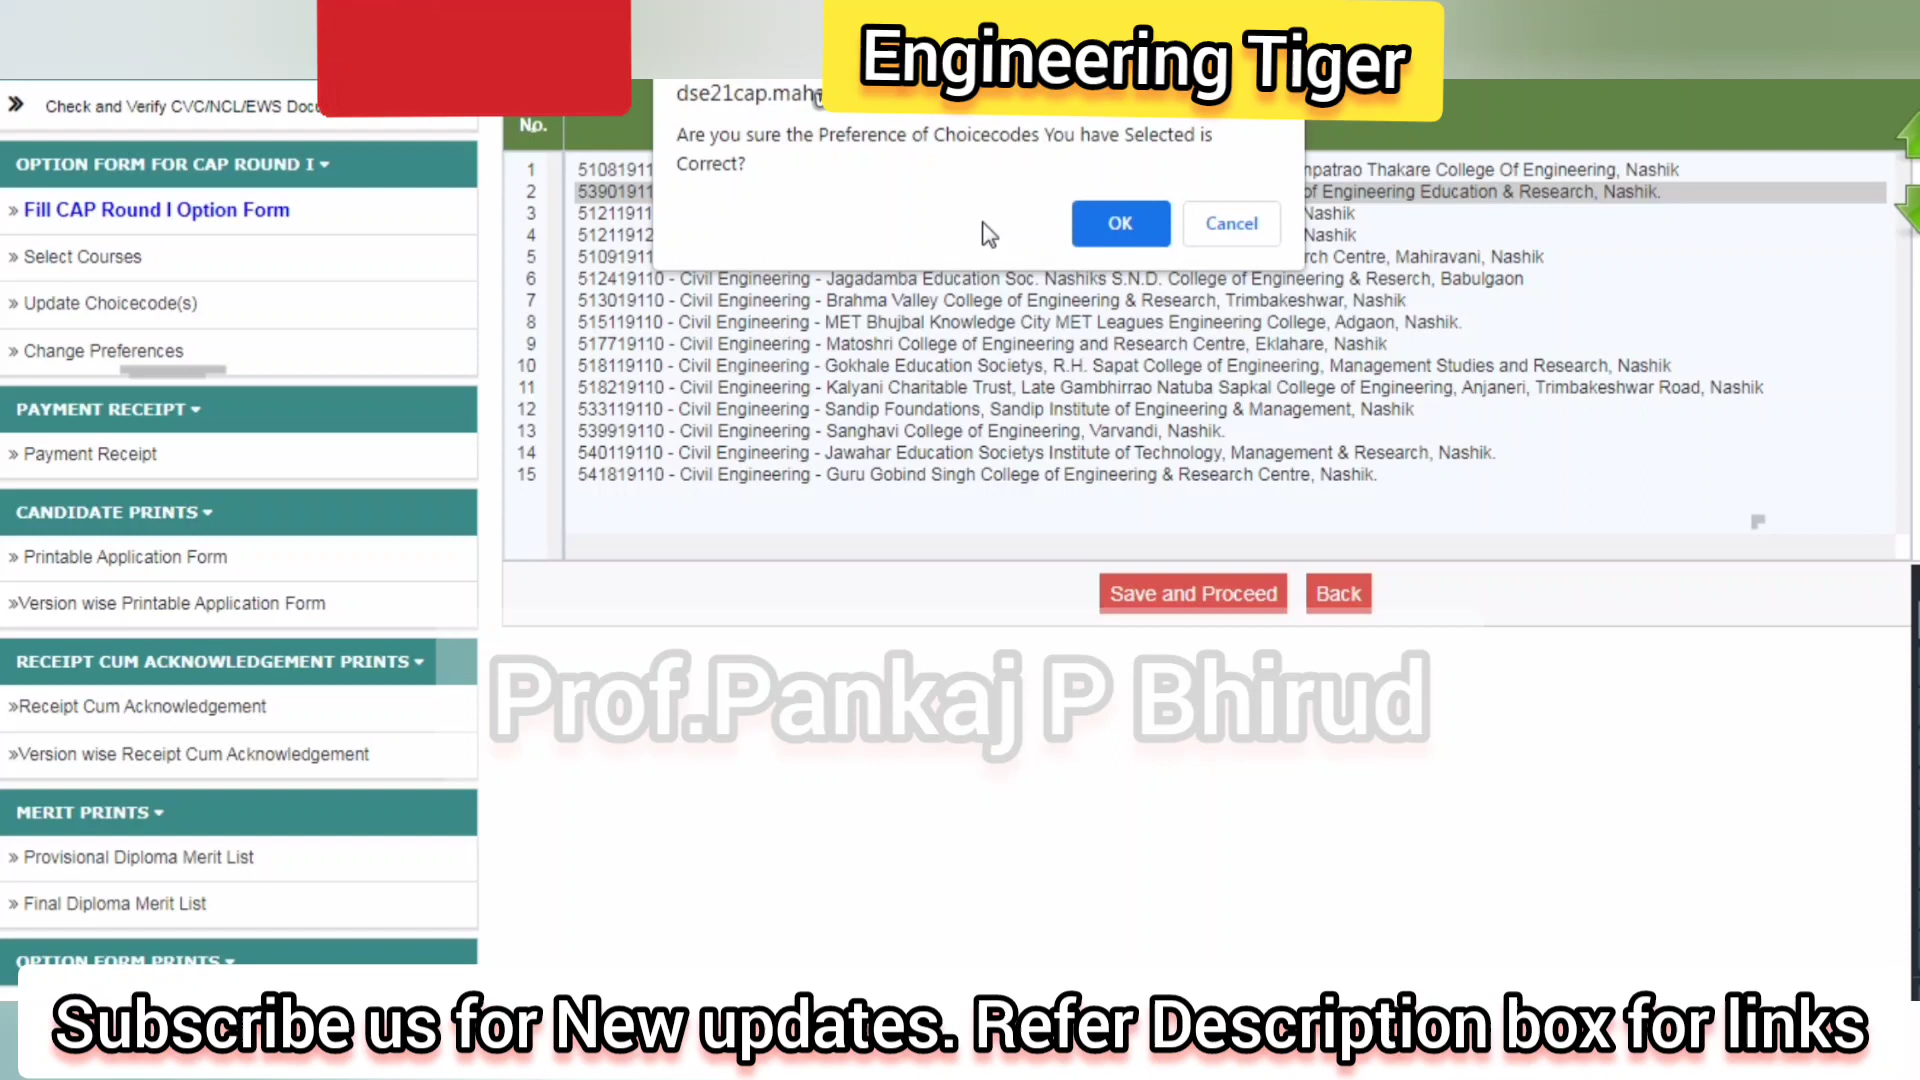 Engineering Tiger
dse21cap.mah
Are you sure the Preference of Choicecodes You have Selected is
Correct?
OK
Cancel
Check and Verify CVC/NCL/EWS
OPTION FORM FOR CAP ROUND I
» Fill CAP Round I Option Form
» Select Courses
» Update Choicecode(s)
» Change Preferences
PAYMENT RECEIPT
» Payment Receipt
CANDIDATE PRINTS
» Printable Application Form
»Version wise Printable Application Form
RECEIPT CUM ACKNOWLEDGEMENT PRINTS
»Receipt Cum Acknowledgement
»Version wise Receipt Cum Acknowledgement
MERIT PRINTS
» Provisional Diploma Merit List
» Final Diploma Merit List
OPTION FORM PRINTS
No.
1 51081911 Thakare College Of Engineering, Nashik
2 53901911 of Engineering Education & Research, Nashik.
3 51211911 Nashik
4 51211912 Nashik
5 51091911 Centre, Mahiravani, Nashik
6 512419110 - Civil Engineering - Jagadamba Education Soc. Nashiks S.N.D. College of Engineering & Reserch, Babulgaon
7 513019110 - Civil Engineering - Brahma Valley College of Engineering & Research, Trimbakeshwar, Nashik
8 515119110 - Civil Engineering - MET Bhujbal Knowledge City MET Leagues Engineering College, Adgaon, Nashik.
9 517719110 - Civil Engineering - Matoshri College of Engineering and Research Centre, Eklahare, Nashik
10 518119110 - Civil Engineering - Gokhale Education Societys, R.H. Sapat College of Engineering, Management Studies and Research, Nashik
11 518219110 - Civil Engineering - Kalyani Charitable Trust, Late Gambhirrao Natuba Sapkal College of Engineering, Anjaneri, Trimbakeshwar Road, Nashik
12 533119110 - Civil Engineering - Sandip Foundations, Sandip Institute of Engineering & Management, Nashik
13 539919110 - Civil Engineering - Sanghavi College of Engineering, Varvandi, Nashik.
14 540119110 - Civil Engineering - Jawahar Education Societys Institute of Technology, Management & Research, Nashik.
15 541819110 - Civil Engineering - Guru Gobind Singh College of Engineering & Research Centre, Nashik.
Save and Proceed
Back
Prof.Pankaj P Bhirud
Subscribe us for New updates. Refer Description box for links